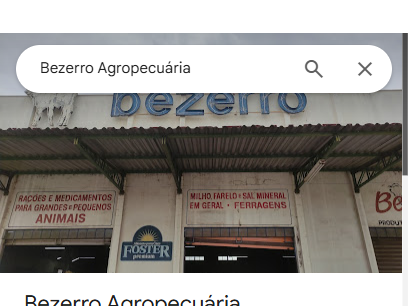 Bezerro Agropecuária
bezerro
RAÇÕES E MEDICAMENTOS
PARA GRANDES E PEQUENOS
ANIMAIS
MILHO, FARELO E SAL MINERAL
EM GERAL - FERRAGENS
FOSTER
premium
Be
PRODUT
Bezerro Agropecuária